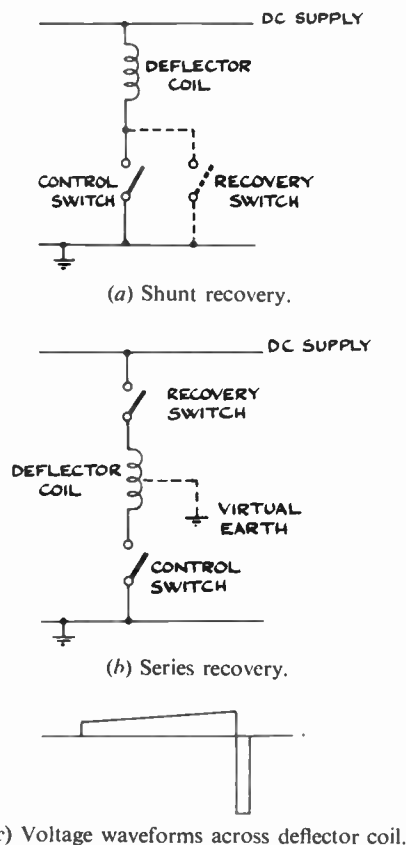 DC SUPPLY
DEFLECTOR
COIL
CONTROL
SWITCH
RECOVERY
SWITCH
(a) Shunt recovery.
DC SUPPLY
RECOVERY
SWITCH
DEFLECTOR
COIL
VIRTUAL
EARTH
CONTROL
SWITCH
(b) Series recovery.
c) Voltage waveforms across deflector coil.